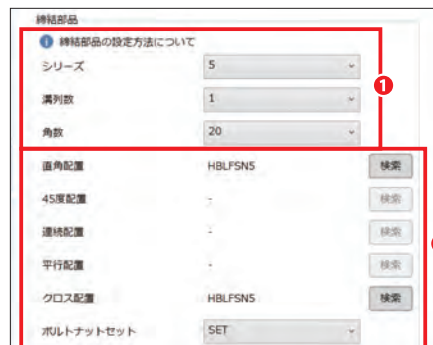 締結部品
締結部品の設定方法について
シリーズ 5
溝列数 1
角数 20
1
直角配置 HBLFSN5 検索
45度配置 - 検索
連続配置 - 検索
平行配置 - 検索
クロス配置 HBLFSN5 検索
ボルトナットセット SET